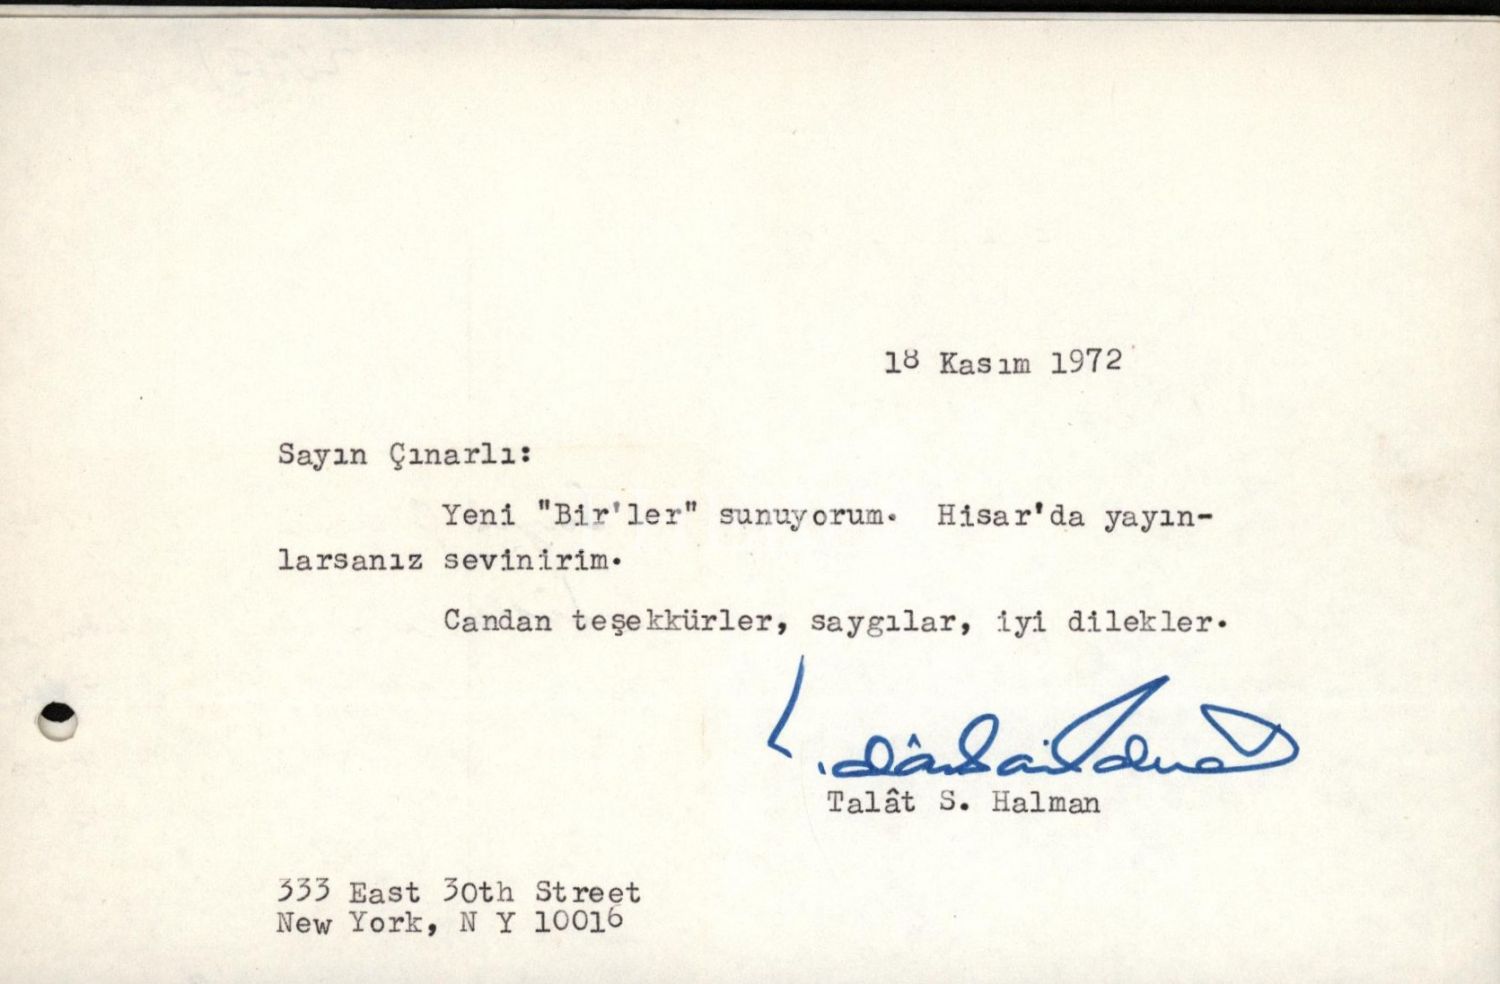 18 Kasım 1972
Sayın Çınarlı:
Yeni "Bir'ler" sunuyorum. Hisar'da yayın-
larsanız sevinirim.
Candan teşekkürler, saygılar, iyi dilekler.
Talât S. Halman
333 East 30th Street
New York, N Y 10016